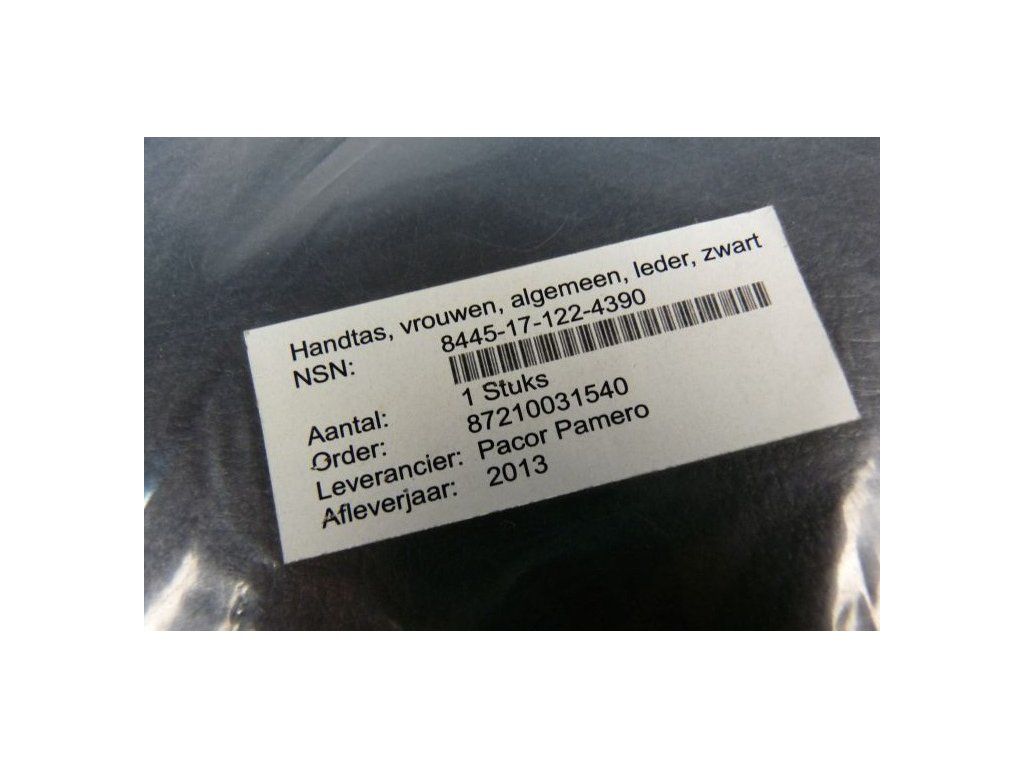 Handtas, vrouwen, algemeen, leder, zwart
NSN: 8445-17-122-4390
Aantal: 1 Stuks
Order: 87210031540
Leverancier: Pacor Pamero
Afleverjaar: 2013